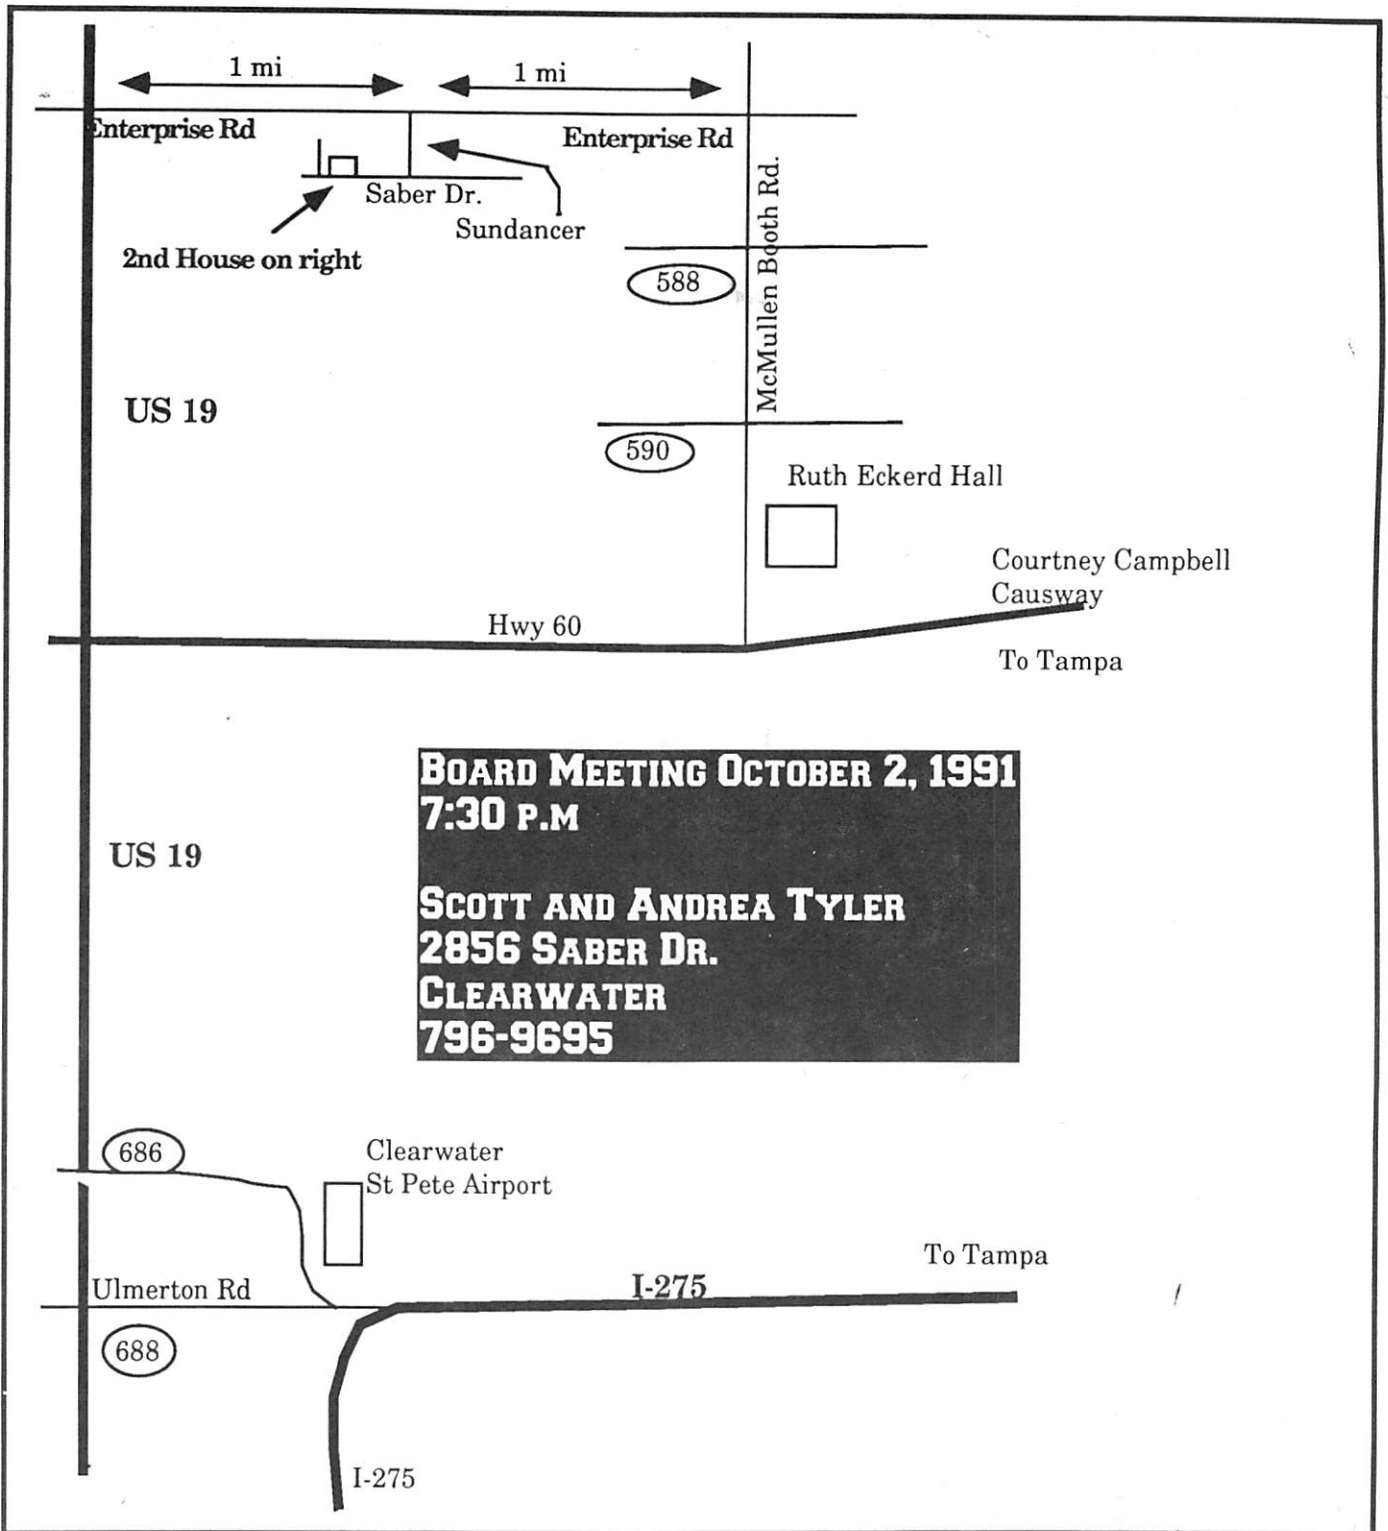 1 mi
1 mi
Enterprise Rd
Enterprise Rd
Saber Dr.
Sundancer
2nd House on right
McMullen Booth Rd.
588
US 19
590
Ruth Eckerd Hall
Courtney Campbell
Causway
Hwy 60
To Tampa
BOARD MEETING OCTOBER 2, 1991
7:30 P.M
US 19
SCOTT AND ANDREA TYLER
2856 SABER DR.
CLEARWATER
796-9695
686
Clearwater
St Pete Airport
To Tampa
Ulmerton Rd
I-275
688
I-275